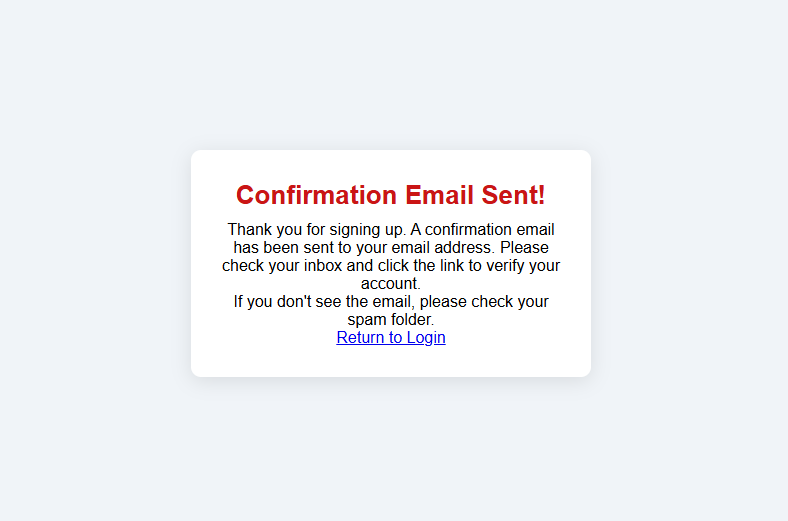 Confirmation Email Sent!
Thank you for signing up. A confirmation email
has been sent to your email address. Please
check your inbox and click the link to verify your
account.
If you don't see the email, please check your
spam folder.
Return to Login